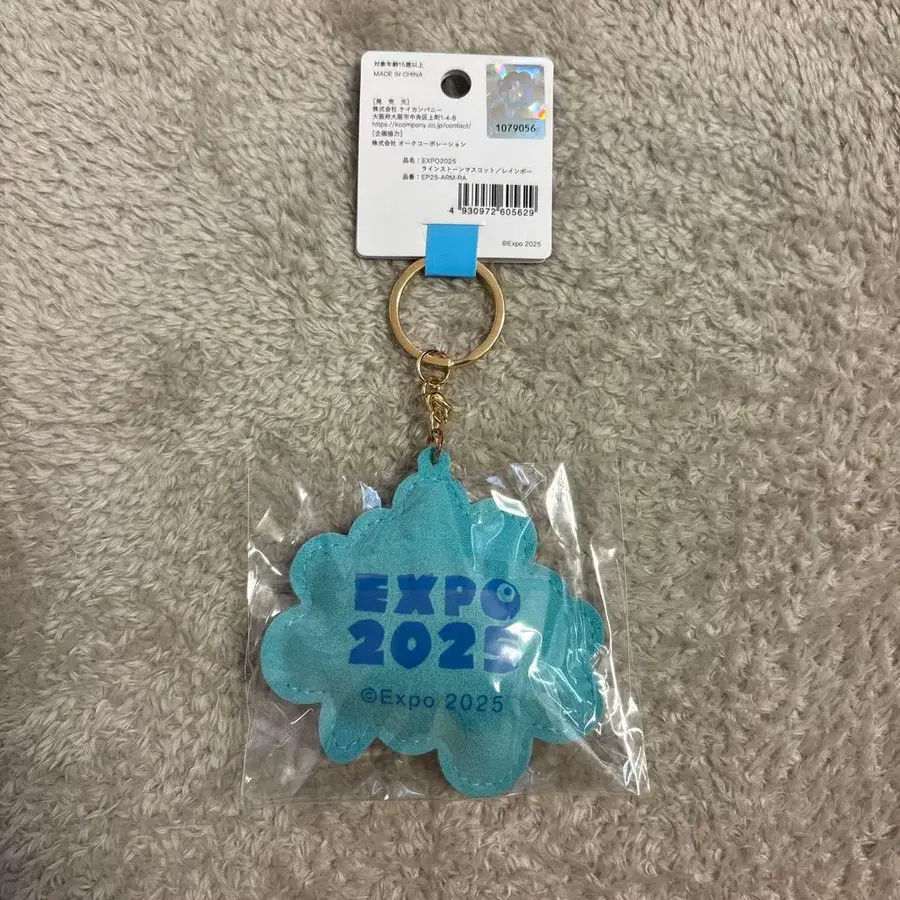 対象年齢15歳以上
MADE IN CHINA
1079056
[発 売 元]
株式会社 ケイカンパニー
大阪府大阪市中央区上町1-4-8
https://kcompany.co.jp/contact/
[企画協力]
株式会社 オークコーポレーション
品名:EXPO2025
ラインストーンマスコット/レインボー
品番:EP25-ARM-RA
4 930972 605629
©Expo 2025
EXPO
2025
©Expo 2025